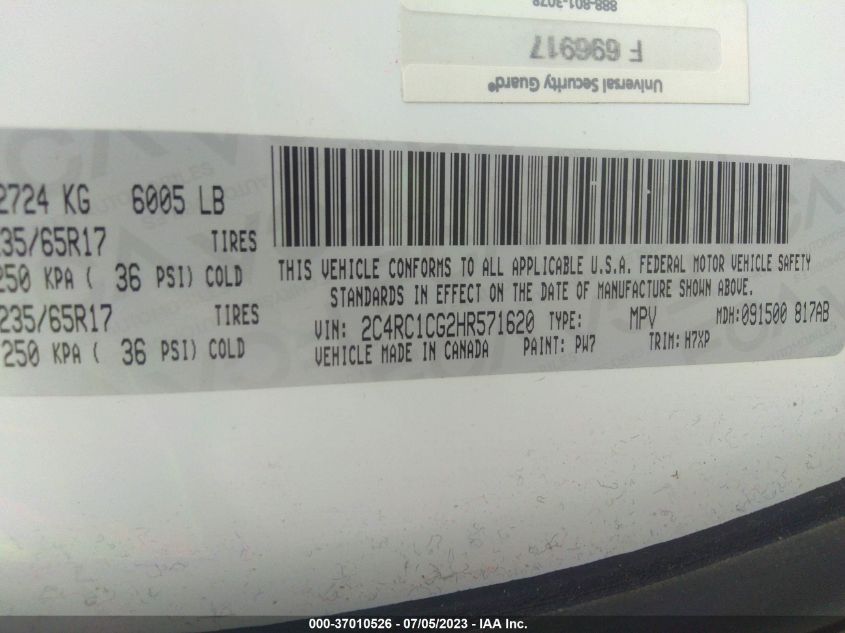 888-801-3078
F 696917
Universal Security Guard®
2724 KG 6005 LB
235/65R17 TIRES
250 KPA ( 36 PSI) COLD
235/65R17 TIRES
250 KPA ( 36 PSI) COLD
THIS VEHICLE CONFORMS TO ALL APPLICABLE U.S.A. FEDERAL MOTOR VEHICLE SAFETY
STANDARDS IN EFFECT ON THE DATE OF MANUFACTURE SHOWN ABOVE.
VIN: 2C4RC1CG2HR571620 TYPE: MPV MDH:091500 817AB
VEHICLE MADE IN CANADA PAINT: PW7 TRIM: H7XP
000-37010526 - 07/05/2023 - IAA Inc.